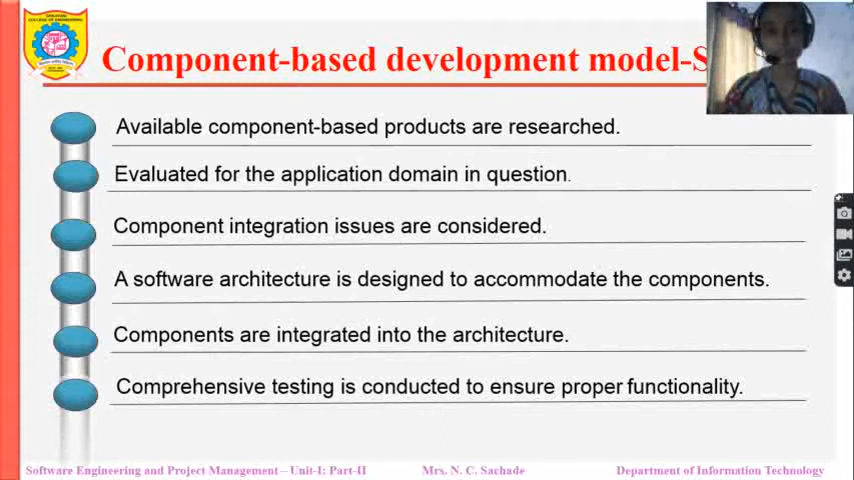 Component-based development model-S
Available component-based products are researched.
Evaluated for the application domain in question.
Component integration issues are considered.
A software architecture is designed to accommodate the components.
Components are integrated into the architecture.
Comprehensive testing is conducted to ensure proper functionality.
Software Engineering and Project Management – Unit-I: Part-II
Mrs. N. C. Sachade
Department of Information Technology